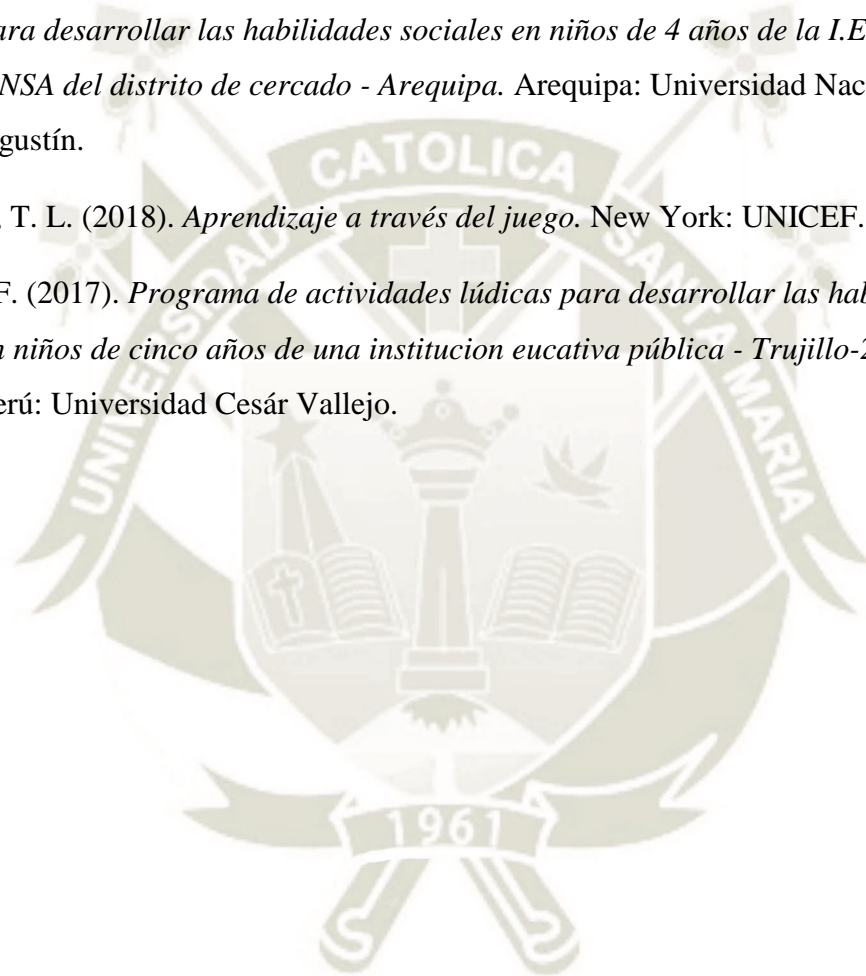 ara desarrollar las habilidades sociales en niños de 4 años de la I.E
NSA del distrito de cercado - Arequipa. Arequipa: Universidad Nac
gustín.
T. L. (2018). Aprendizaje a través del juego. New York: UNICEF.
F. (2017). Programa de actividades lúdicas para desarrollar las hab
n niños de cinco años de una institucion eucativa pública - Trujillo-2
erú: Universidad Cesár Vallejo.
UNIVERSIDAD CATOLICA SANTA MARIA
1961